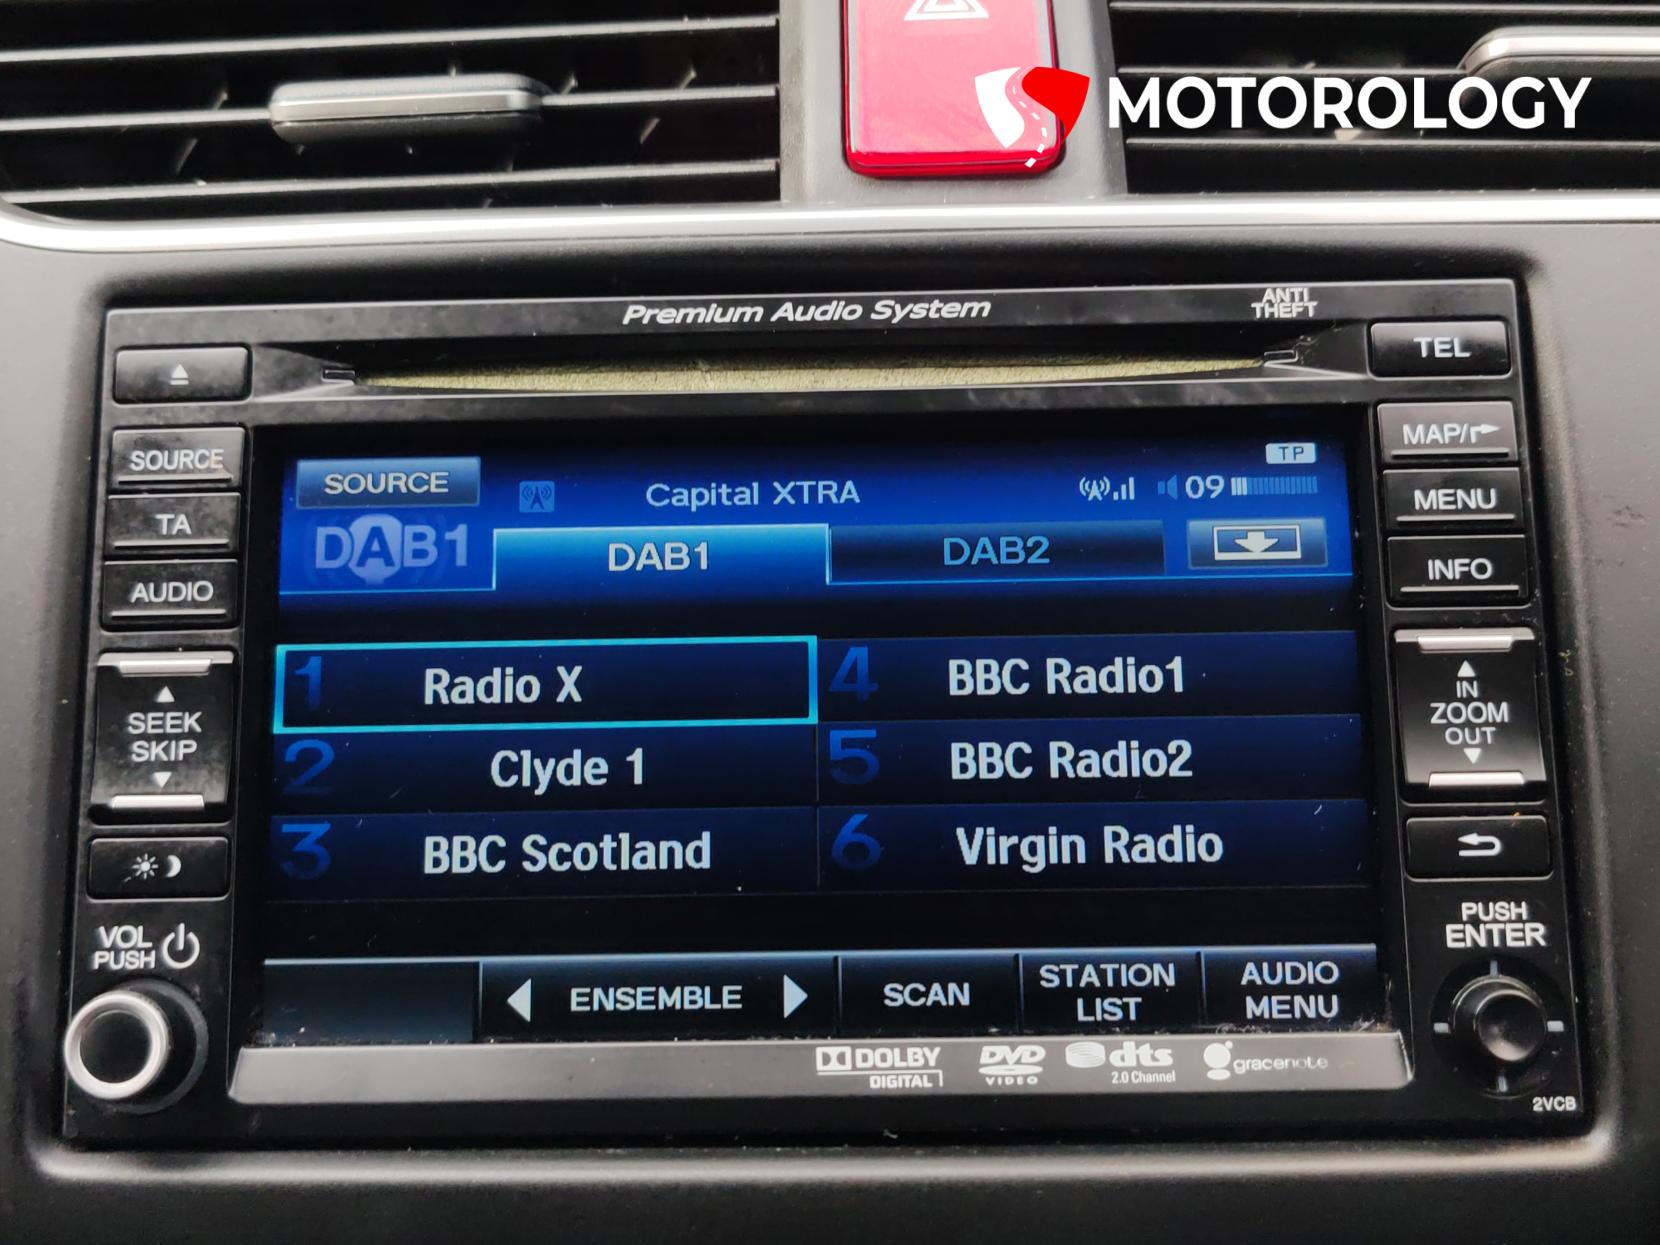 MOTOROLOGY
Premium Audio System
ANTI
THEFT
TEL
SOURCE
TA
AUDIO
SEEK
SKIP
VOL
PUSH
SOURCE
Capital XTRA
TP
09
DAB1
DAB1
DAB2
1 Radio X
2 Clyde 1
3 BBC Scotland
4 BBC Radio1
5 BBC Radio2
6 Virgin Radio
ENSEMBLE
SCAN
STATION
LIST
AUDIO
MENU
MAP/
MENU
INFO
IN
ZOOM
OUT
PUSH
ENTER
DOLBY
DIGITAL
DVD
VIDEO
dts
2.0 Channel
gracenote
2VCB